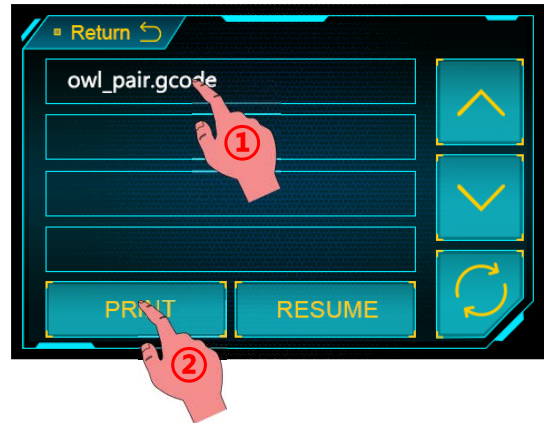 Return
owl_pair.gcode
①
PRINT
RESUME
②